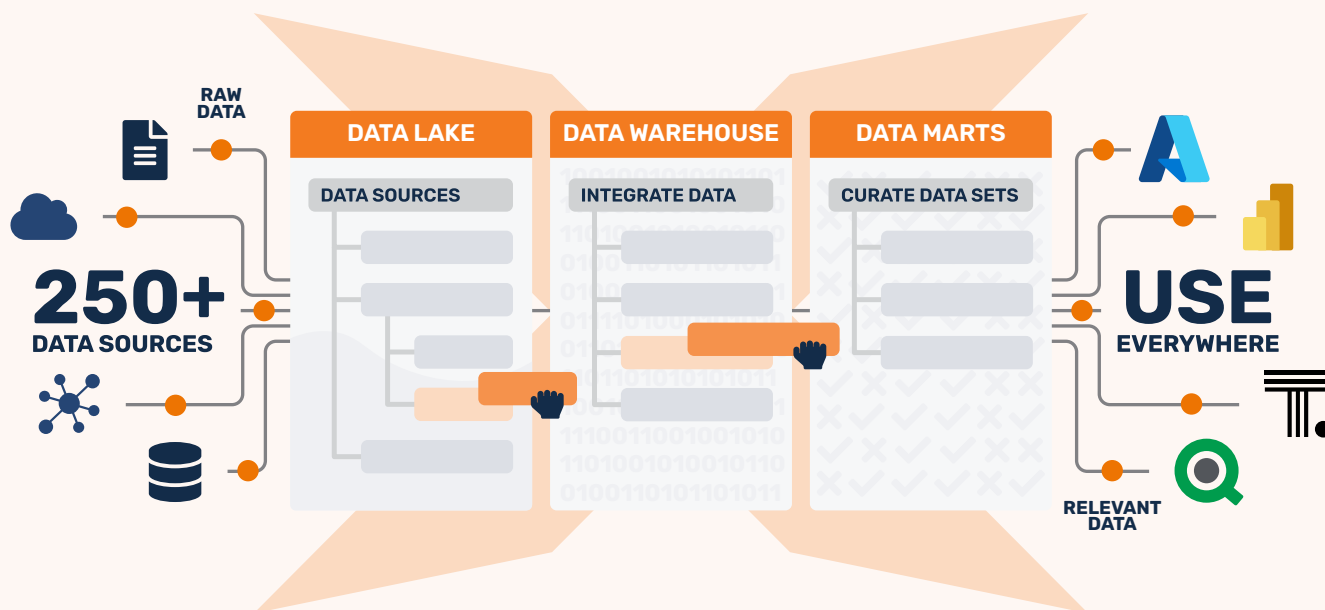 RAW
DATA
250+
DATA SOURCES
DATA LAKE
DATA SOURCES
DATA WAREHOUSE
INTEGRATE DATA
DATA MARTS
CURATE DATA SETS
USE
EVERYWHERE
T.
RELEVANT
DATA